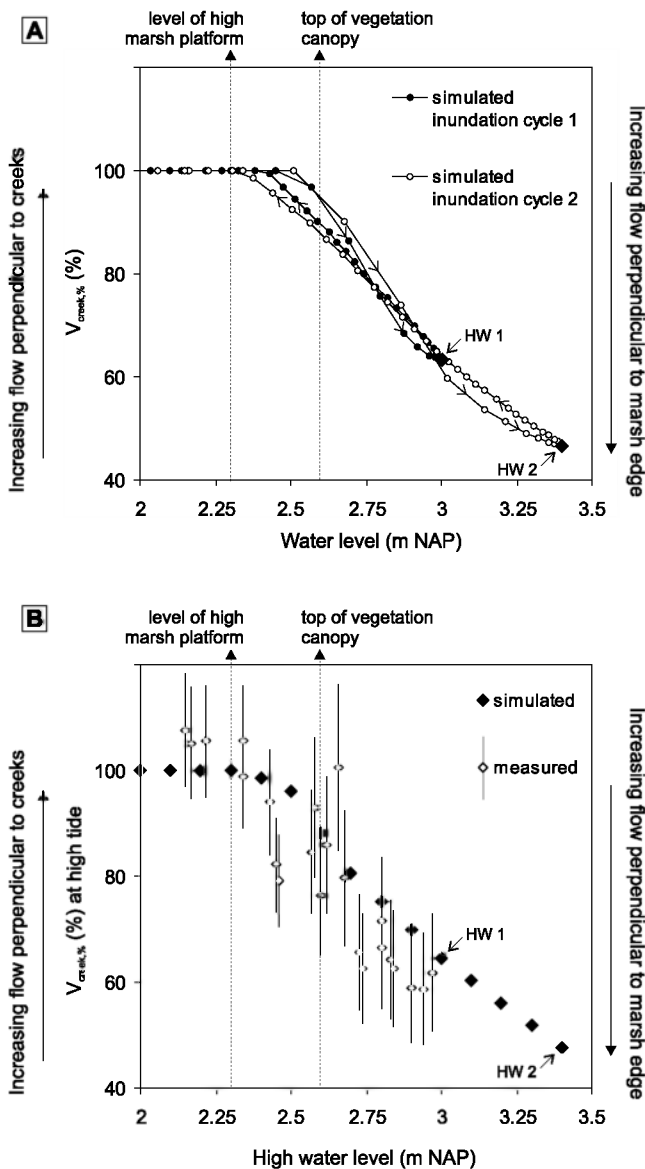 A
level of high
marsh platform
top of vegetation
canopy
simulated
inundation cycle 1
simulated
inundation cycle 2
100
80
60
40
V creek,% (%)
HW 1
HW 2
2
2.25
2.5
2.75
3
3.25
3.5
Water level (m NAP)
Increasing flow perpendicular to creeks
Increasing flow perpendicular to marsh edge
B
level of high
marsh platform
top of vegetation
canopy
simulated
measured
100
80
60
40
V creek,% (%) at high tide
HW 1
HW 2
2
2.25
2.5
2.75
3
3.25
3.5
High water level (m NAP)
Increasing flow perpendicular to creeks
Increasing flow perpendicular to marsh edge